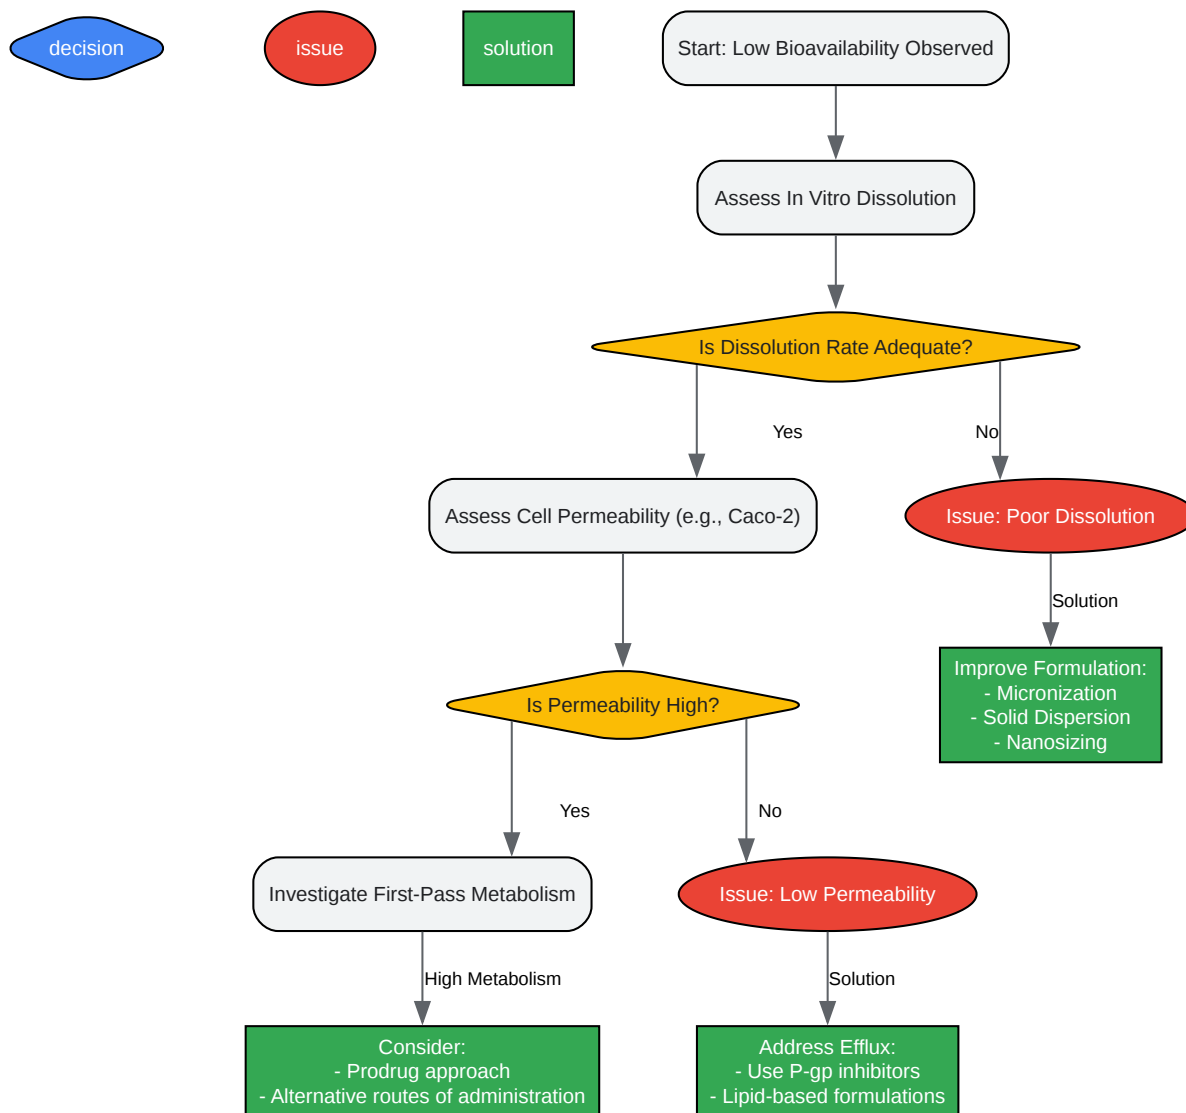 decision
issue
solution
Start: Low Bioavailability Observed
Assess In Vitro Dissolution
Is Dissolution Rate Adequate?
Yes
No
Assess Cell Permeability (e.g., Caco-2)
Issue: Poor Dissolution
Solution
Improve Formulation:
- Micronization
- Solid Dispersion
- Nanosizing
Is Permeability High?
Yes
No
Investigate First-Pass Metabolism
Issue: Low Permeability
High Metabolism
Solution
Consider:
- Prodrug approach
- Alternative routes of administration
Address Efflux:
- Use P-gp inhibitors
- Lipid-based formulations